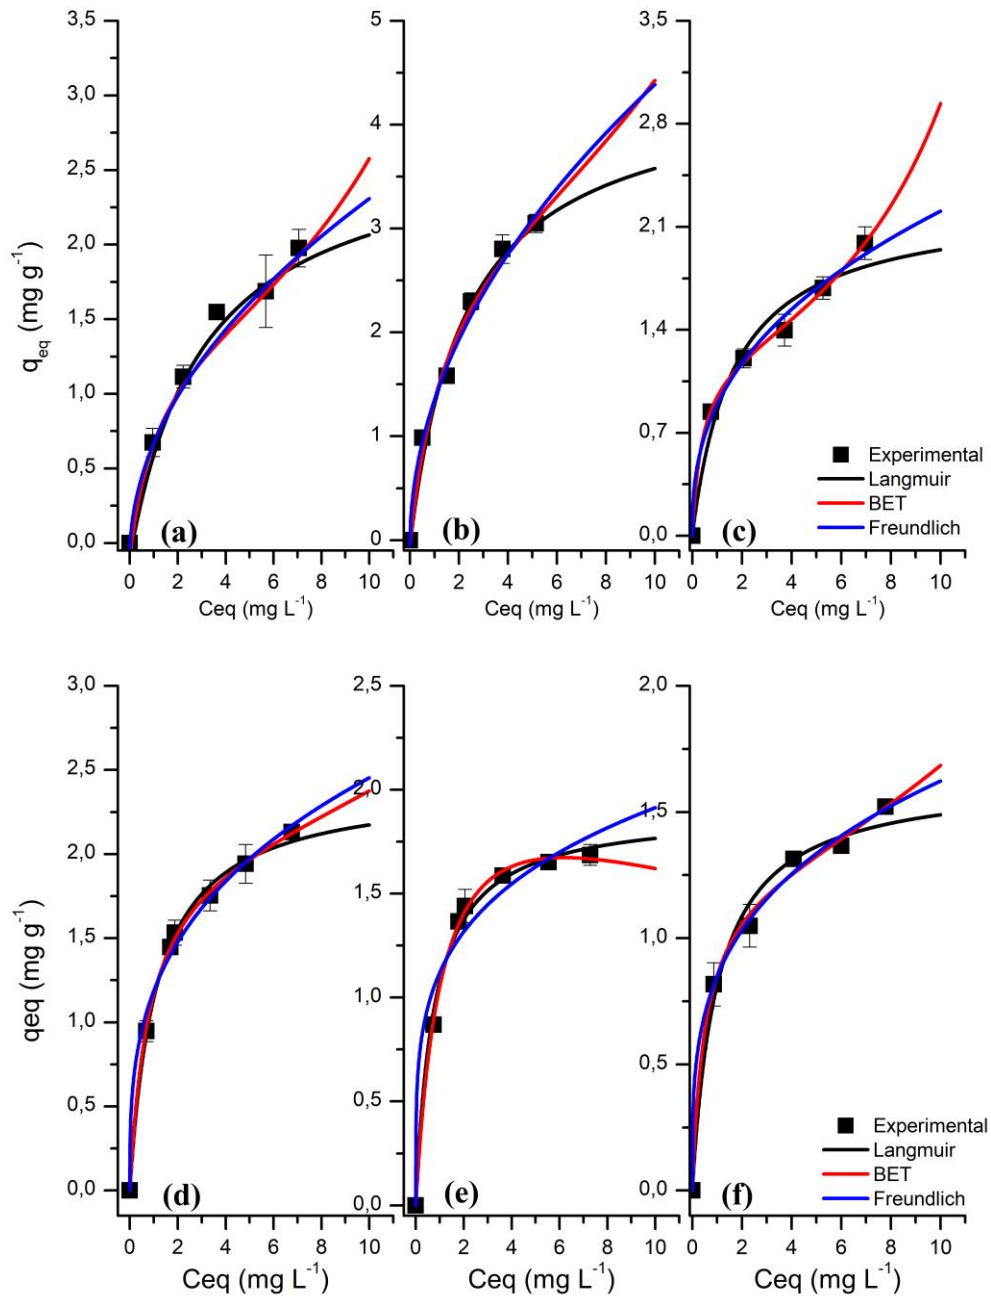 3,5
3,0
2,5
2,0
1,5
1,0
0,5
0,0
q_eq (mg g⁻¹)
(a)
0 2 4 6 8 10
Ceq (mg L⁻¹)
5
4
3
2
1
0
(b)
0 2 4 6 8 10
Ceq (mg L⁻¹)
3,5
2,8
2,1
1,4
0,7
0,0
Experimental
Langmuir
BET
Freundlich
(c)
0 2 4 6 8 10
Ceq (mg L⁻¹)
3,0
2,5
2,0
1,5
1,0
0,5
0,0
qeq (mg g⁻¹)
(d)
0 2 4 6 8 10
Ceq (mg L⁻¹)
2,5
2,0
1,5
1,0
0,5
0,0
(e)
0 2 4 6 8 10
Ceq (mg L⁻¹)
2,0
1,5
1,0
0,5
0,0
Experimental
Langmuir
BET
Freundlich
(f)
0 2 4 6 8 10
Ceq (mg L⁻¹)